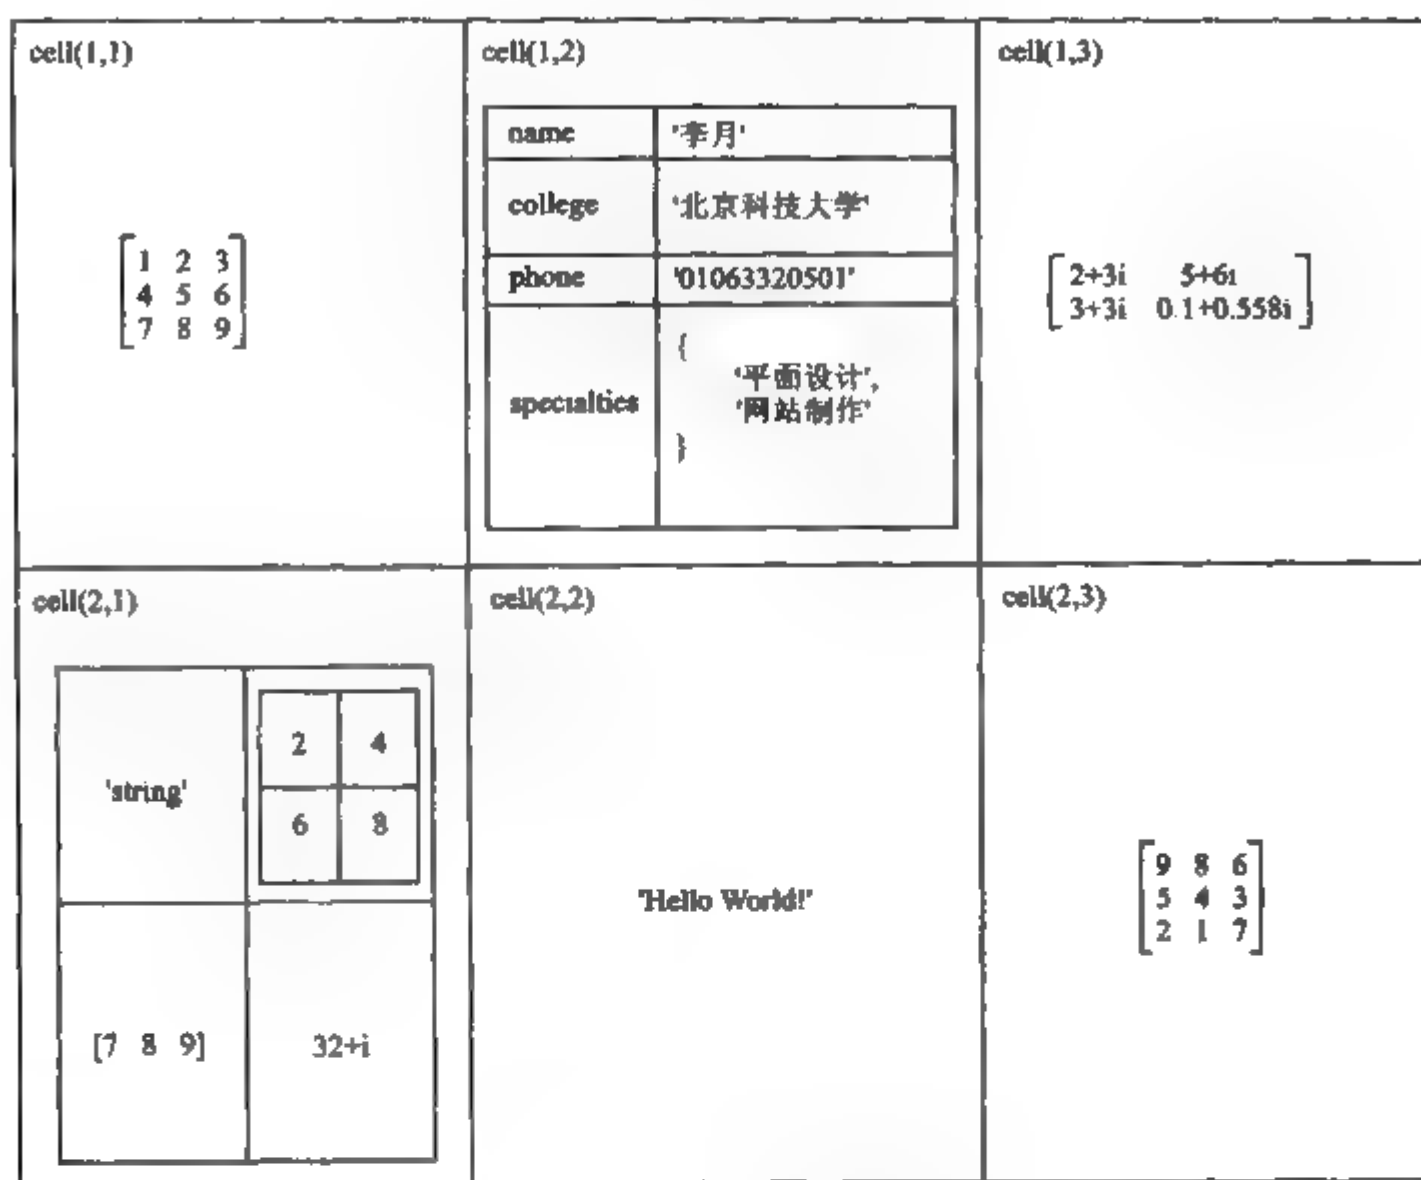 cell(1,1)
[1 2 3
4 5 6
7 8 9]
cell(1,2)
name '李月'
college '北京科技大学'
phone '01063320501'
specialties {
'平面设计',
'网站制作'
}
cell(1,3)
[2+3i 5+6i
3+3i 0.1+0.558i]
cell(2,1)
'string'
2 4
6 8
[7 8 9] 32+i
cell(2,2)
'Hello World!'
cell(2,3)
[9 8 6
5 4 3
2 1 7]